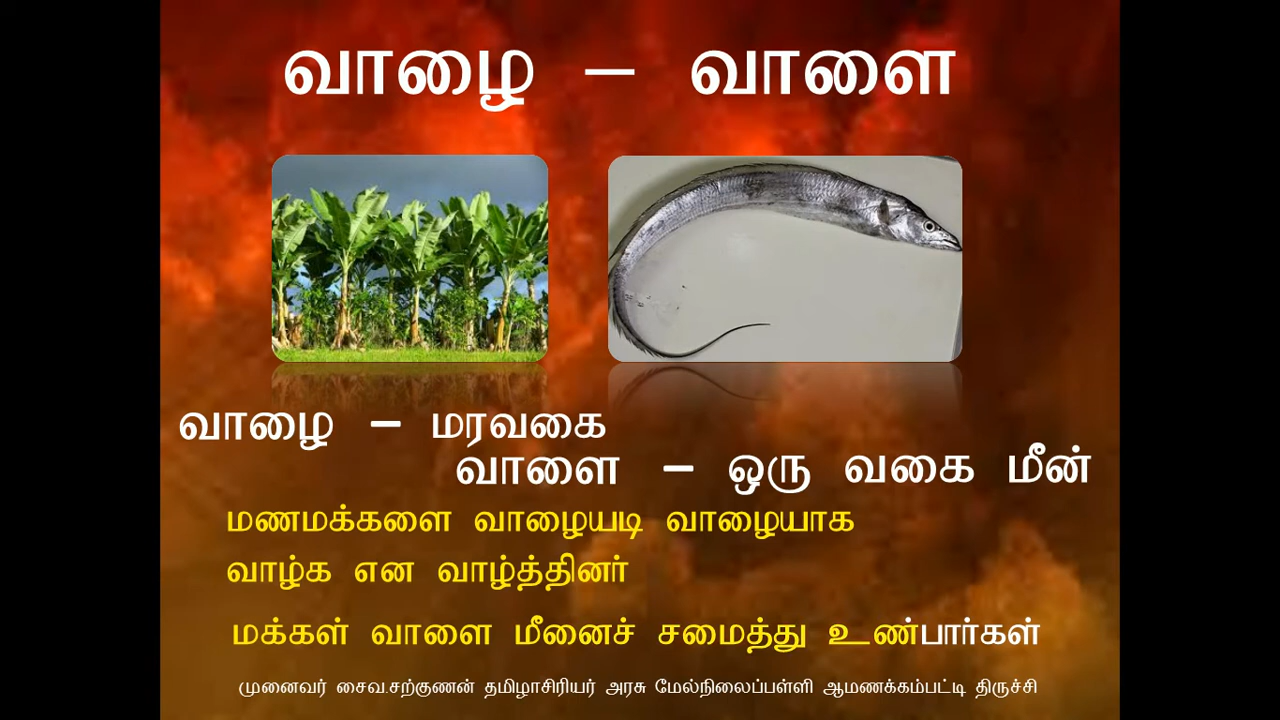 வாழை – வாளை
வாழை – மரவகை
வாளை – ஒரு வகை மீன்
மணமக்களை வாழையடி வாழையாக
வாழ்க என வாழ்த்தினர்
மக்கள் வாளை மீனைச் சமைத்து உண்பார்கள்
முனைவர் சைவ.சற்குணன் தமிழாசிரியர் அரசு மேல்நிலைப்பள்ளி ஆமணக்கம்பட்டி திருச்சி